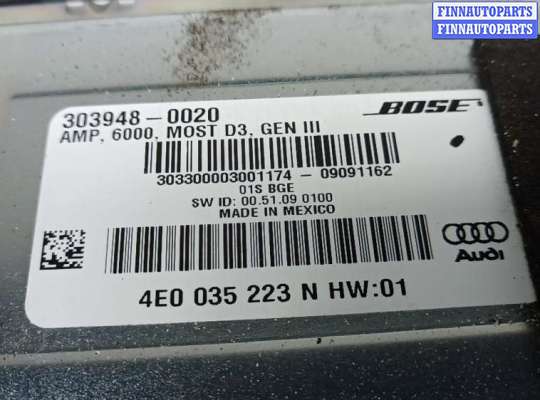 FINNAUTOPARTS
FINNAUTOPARTS
303948-0020
BOSE
AMP, 6000, MOST D3, GEN III
303300003001174 - 09091162
01S BGE
SW ID: 00.51.09 0100
MADE IN MEXICO
Audi
4E0 035 223 N HW:01